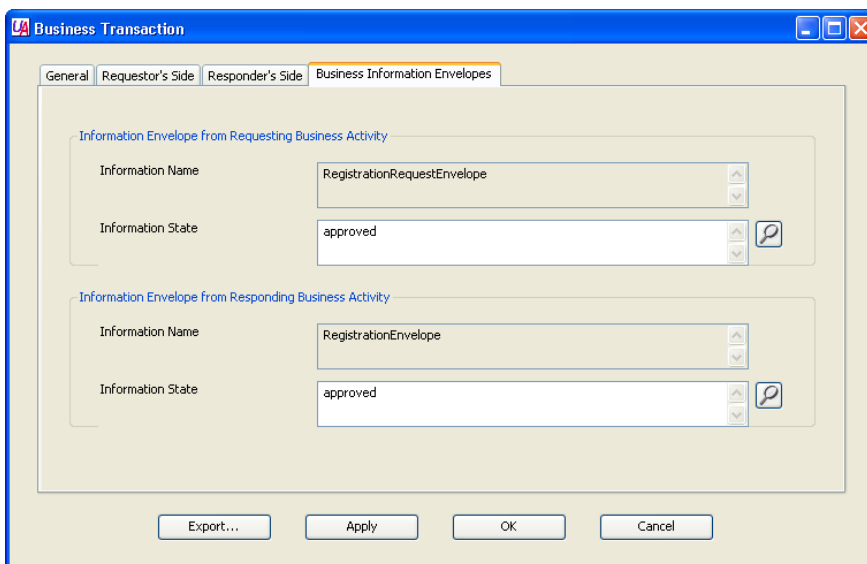 UA Business Transaction
General Requestor's Side Responder's Side Business Information Envelopes
Information Envelope from Requesting Business Activity
Information Name RegistrationRequestEnvelope
Information State approved
Information Envelope from Responding Business Activity
Information Name RegistrationEnvelope
Information State approved
Export... Apply OK Cancel